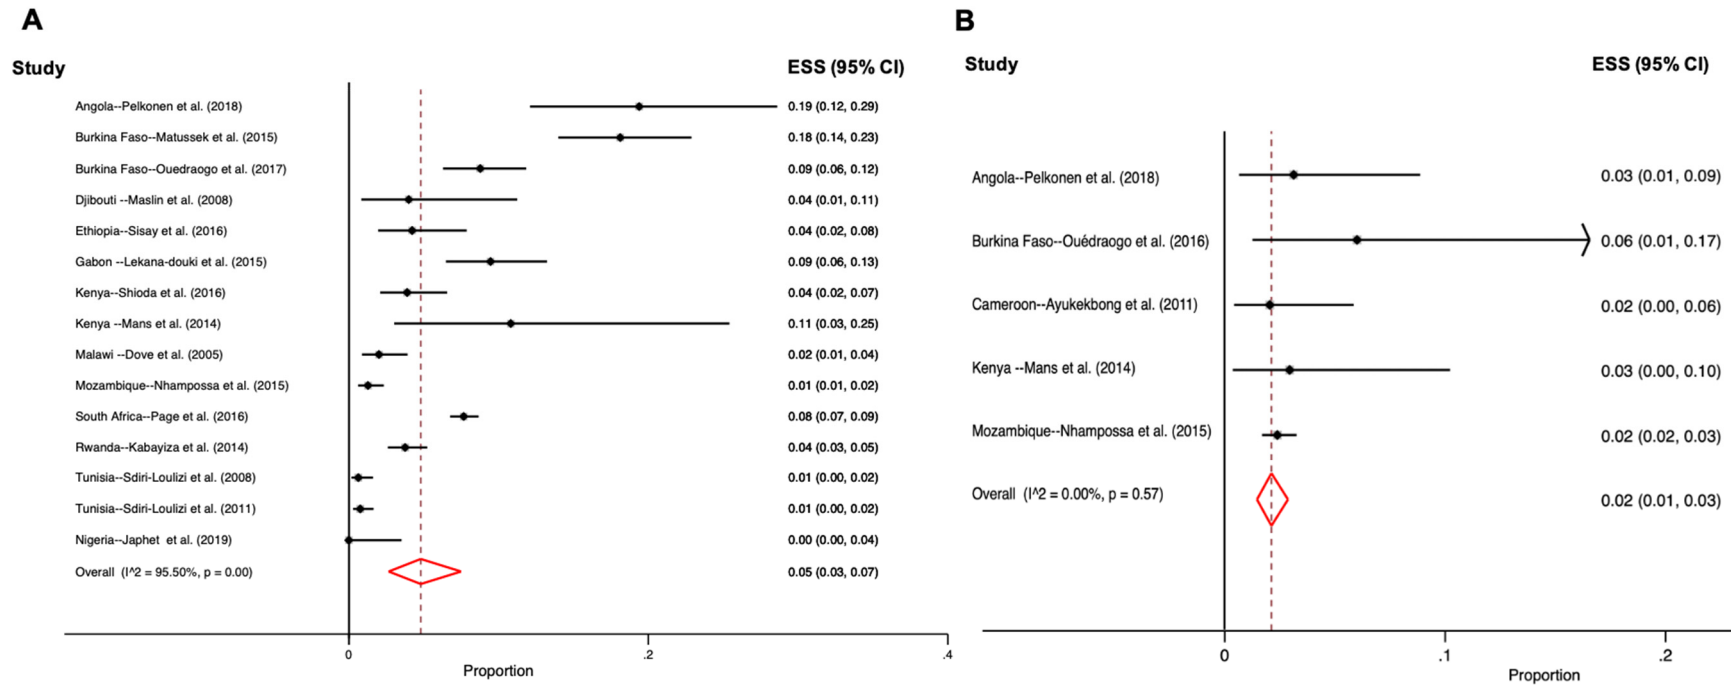 A
Study ESS (95% CI)
Angola--Pelkonen et al. (2018) 0.19 (0.12, 0.29)
Burkina Faso--Matussek et al. (2015) 0.18 (0.14, 0.23)
Burkina Faso--Ouedraogo et al. (2017) 0.09 (0.06, 0.12)
Djibouti --Maslin et al. (2008) 0.04 (0.01, 0.11)
Ethiopia--Sisay et al. (2016) 0.04 (0.02, 0.08)
Gabon --Lekana-douki et al. (2015) 0.09 (0.06, 0.13)
Kenya--Shioda et al. (2016) 0.04 (0.02, 0.07)
Kenya --Mans et al. (2014) 0.11 (0.03, 0.25)
Malawi --Dove et al. (2005) 0.02 (0.01, 0.04)
Mozambique--Nhampossa et al. (2015) 0.01 (0.01, 0.02)
South Africa--Page et al. (2016) 0.08 (0.07, 0.09)
Rwanda--Kabayiza et al. (2014) 0.04 (0.03, 0.05)
Tunisia--Sdiri-Loulizi et al. (2008) 0.01 (0.00, 0.02)
Tunisia--Sdiri-Loulizi et al. (2011) 0.01 (0.00, 0.02)
Nigeria--Japhet et al. (2019) 0.00 (0.00, 0.04)
Overall (I^2 = 95.50%, p = 0.00) 0.05 (0.03, 0.07)
0 .2 .4
Proportion
B
Study ESS (95% CI)
Angola--Pelkonen et al. (2018) 0.03 (0.01, 0.09)
Burkina Faso--Ouédraogo et al. (2016) 0.06 (0.01, 0.17)
Cameroon--Ayukekbong et al. (2011) 0.02 (0.00, 0.06)
Kenya --Mans et al. (2014) 0.03 (0.00, 0.10)
Mozambique--Nhampossa et al. (2015) 0.02 (0.02, 0.03)
Overall (I^2 = 0.00%, p = 0.57) 0.02 (0.01, 0.03)
0 .1 .2
Proportion